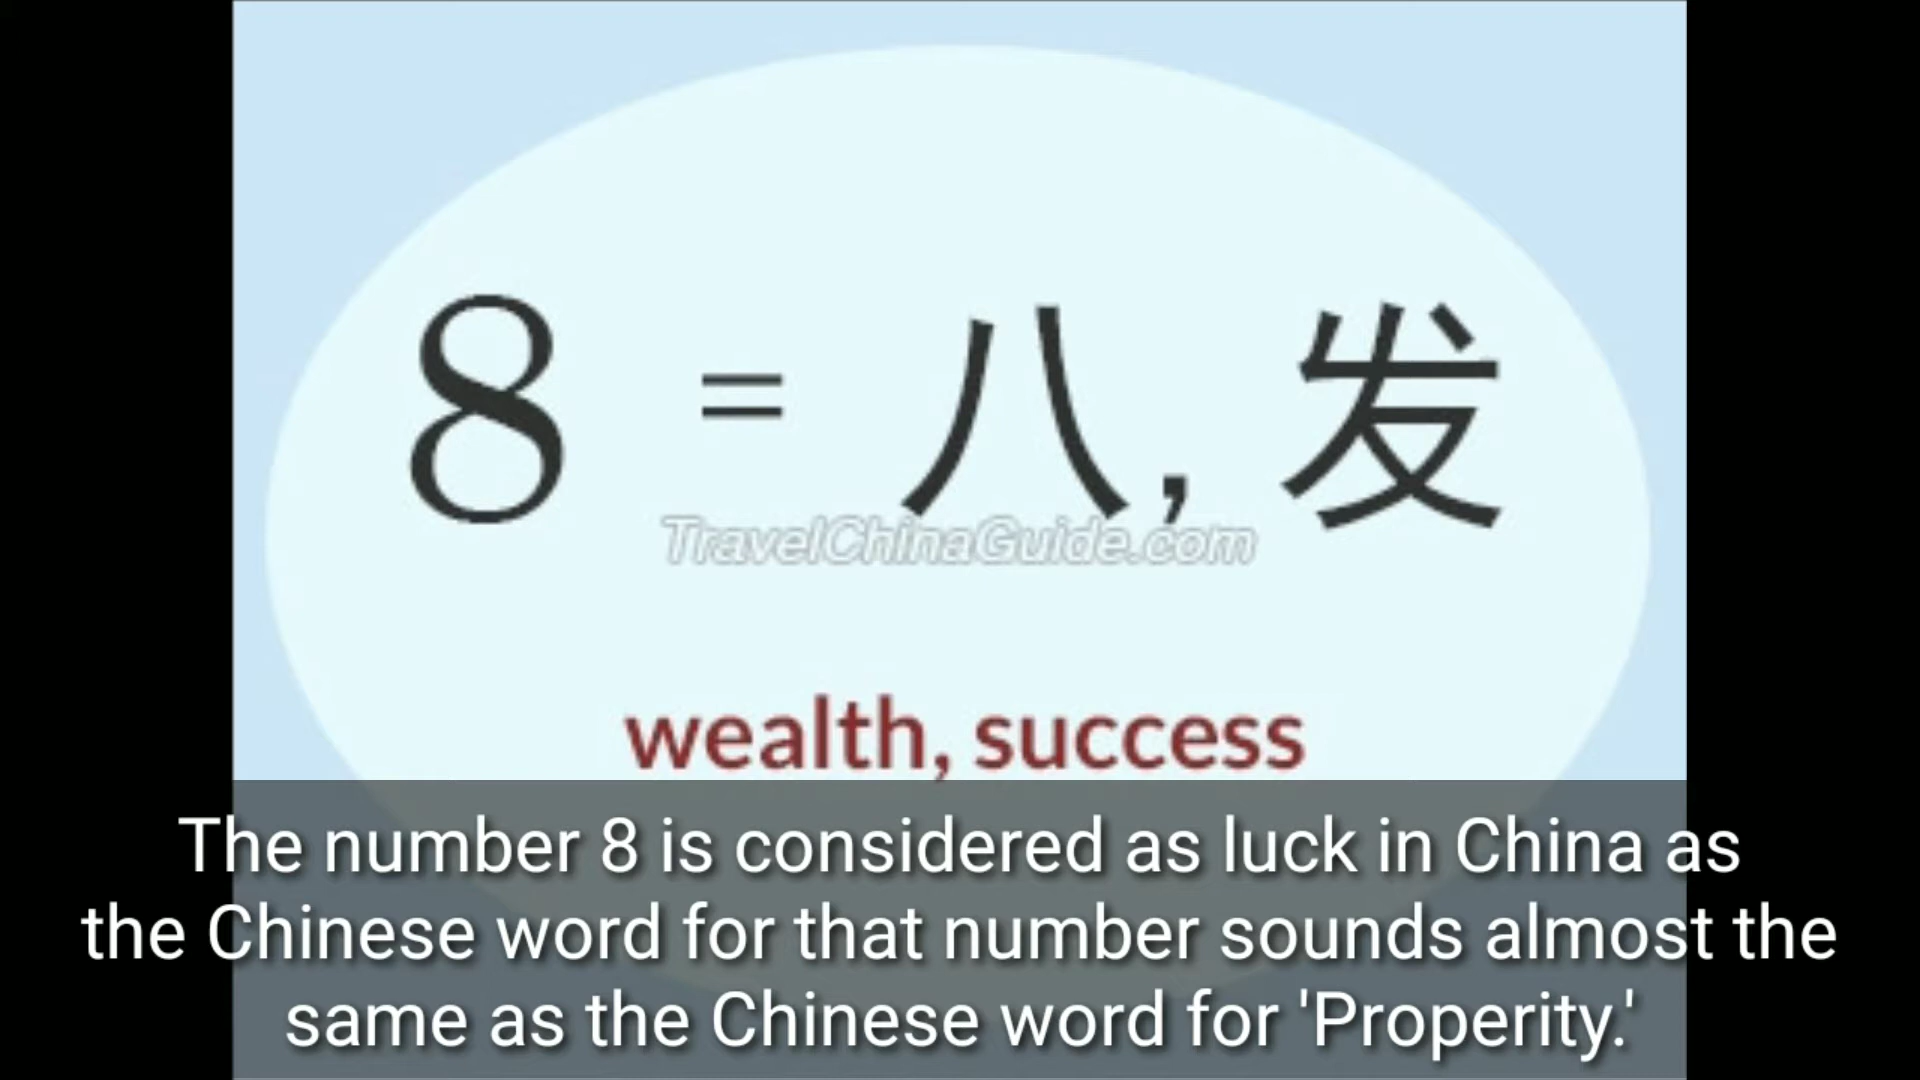 8 = 八, 发
TravelChinaGuide.com
wealth, success
The number 8 is considered as luck in China as
the Chinese word for that number sounds almost the
same as the Chinese word for 'Properity.'